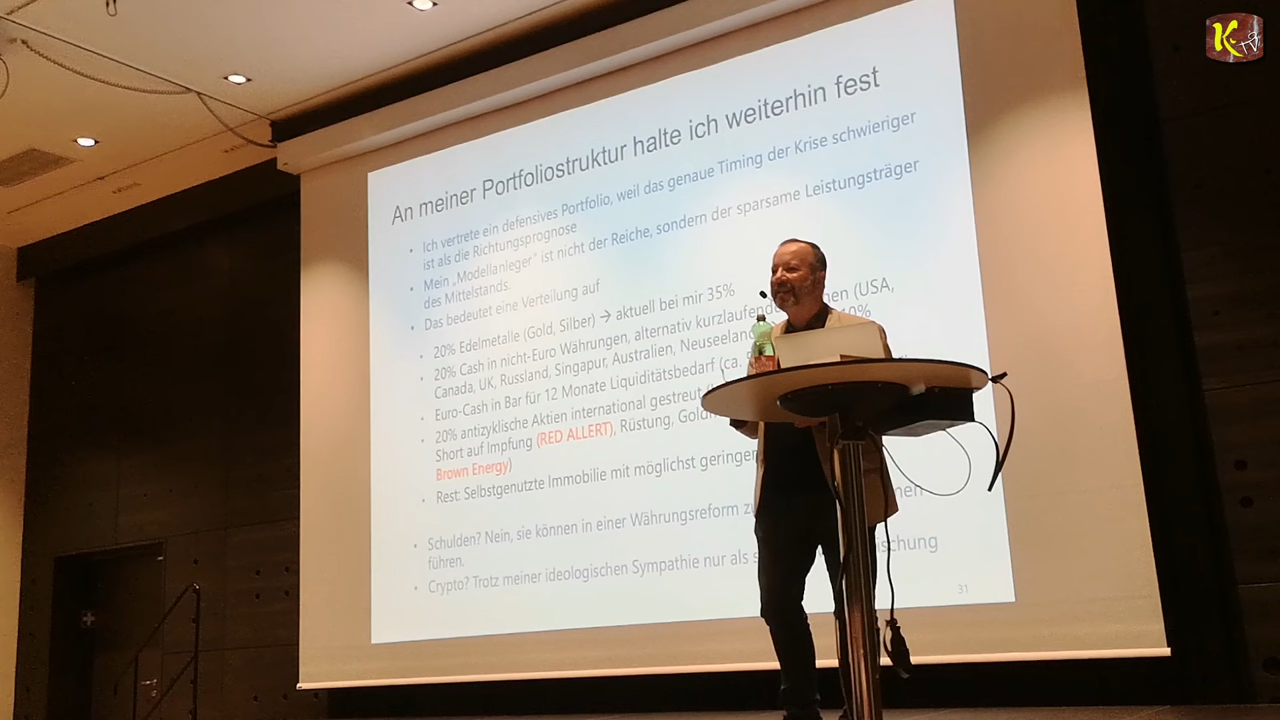 An meiner Portfoliostruktur halte ich weiterhin fest
• Ich vertrete ein defensives Portfolio, weil das genaue Timing der Krise schwieriger
ist als die Richtungsprognose
• Mein „Modellanleger" ist nicht der Reiche, sondern der sparsame Leistungsträger
des Mittelstands.
• Das bedeutet eine Verteilung auf
• 20% Edelmetalle (Gold, Silber) → aktuell bei mir 35%
• 20% Cash in nicht-Euro Währungen, alternativ kurzlaufende (USA,
Canada, UK, Russland, Singapur, Australien, Neuseeland
• Euro-Cash in Bar für 12 Monate Liquiditätsbedarf (ca.
• 20% antizyklische Aktien international gestreut
Short auf Impfung (RED ALLERT), Rüstung,
Brown Energy)
• Rest: Selbstgenutzte Immobilie mit möglichst
• Schulden? Nein, sie können in einer Währungsreform
führen.
• Crypto? Trotz meiner ideologischen Sympathie nur als
31
K